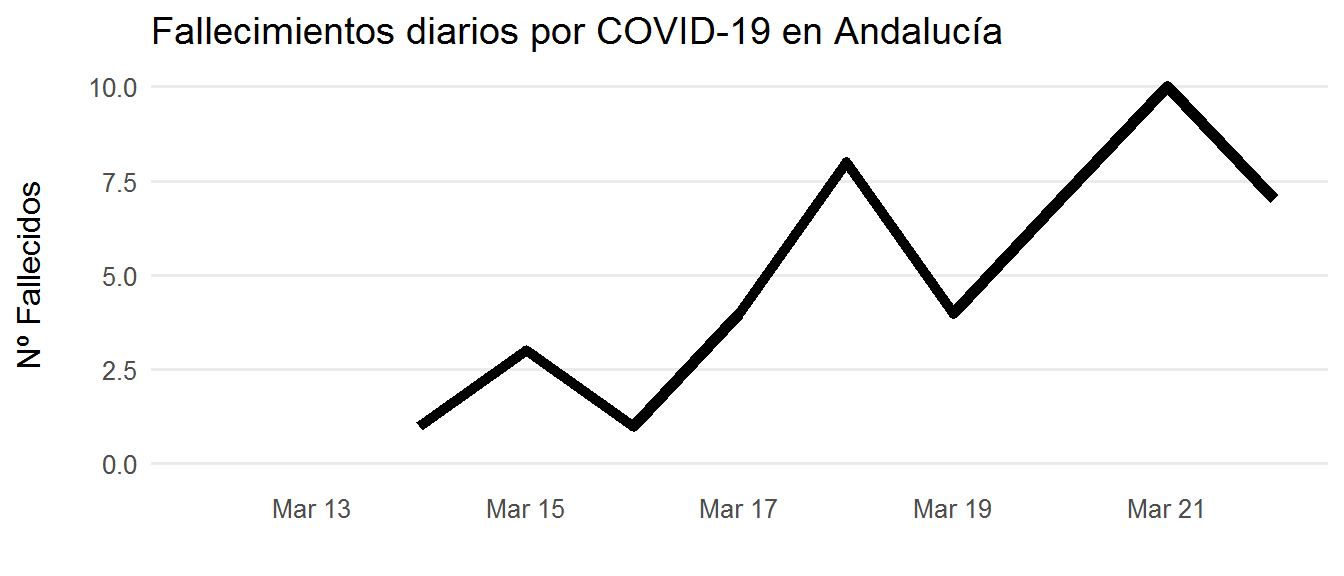 Fallecimientos diarios por COVID-19 en Andalucía
Nº Fallecidos
10.0
7.5
5.0
2.5
0.0
Mar 13 Mar 15 Mar 17 Mar 19 Mar 21